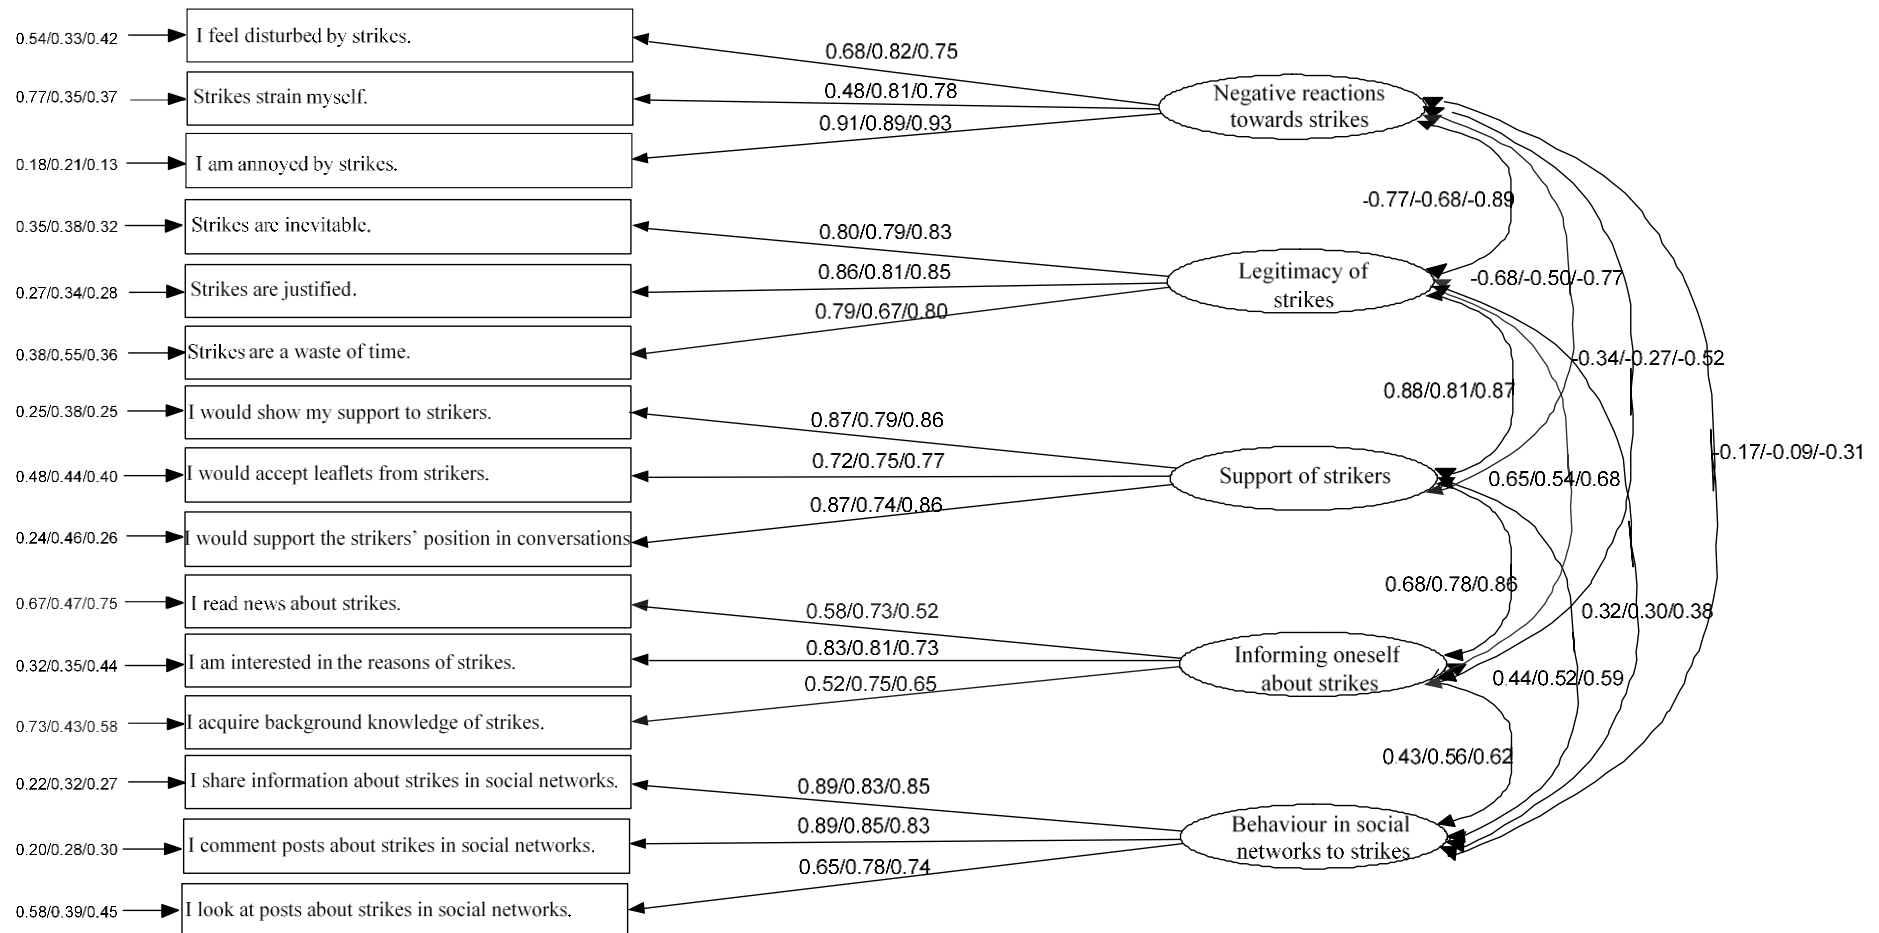 0.54/0.33/0.42
I feel disturbed by strikes.
0.68/0.82/0.75
0.77/0.35/0.37
Strikes strain myself.
0.48/0.81/0.78
Negative reactions
towards strikes
0.18/0.21/0.13
I am annoyed by strikes.
0.91/0.89/0.93
-0.77/-0.68/-0.89
0.35/0.38/0.32
Strikes are inevitable.
0.80/0.79/0.83
0.27/0.34/0.28
Strikes are justified.
0.86/0.81/0.85
Legitimacy of
strikes
-0.68/-0.50/-0.77
0.38/0.55/0.36
Strikes are a waste of time.
0.79/0.67/0.80
-0.34/-0.27/-0.52
0.88/0.81/0.87
0.25/0.38/0.25
I would show my support to strikers.
0.87/0.79/0.86
-0.17/-0.09/-0.31
0.48/0.44/0.40
I would accept leaflets from strikers.
0.72/0.75/0.77
Support of strikers
0.65/0.54/0.68
0.24/0.46/0.26
I would support the strikers’ position in conversations
0.87/0.74/0.86
0.68/0.78/0.86
0.67/0.47/0.75
I read news about strikes.
0.58/0.73/0.52
0.32/0.30/0.38
0.32/0.35/0.44
I am interested in the reasons of strikes.
0.83/0.81/0.73
Informing oneself
about strikes
0.44/0.52/0.59
0.73/0.43/0.58
I acquire background knowledge of strikes.
0.52/0.75/0.65
0.43/0.56/0.62
0.22/0.32/0.27
I share information about strikes in social networks.
0.89/0.83/0.85
0.20/0.28/0.30
I comment posts about strikes in social networks.
0.89/0.85/0.83
Behaviour in social
networks to strikes
0.58/0.39/0.45
I look at posts about strikes in social networks.
0.65/0.78/0.74